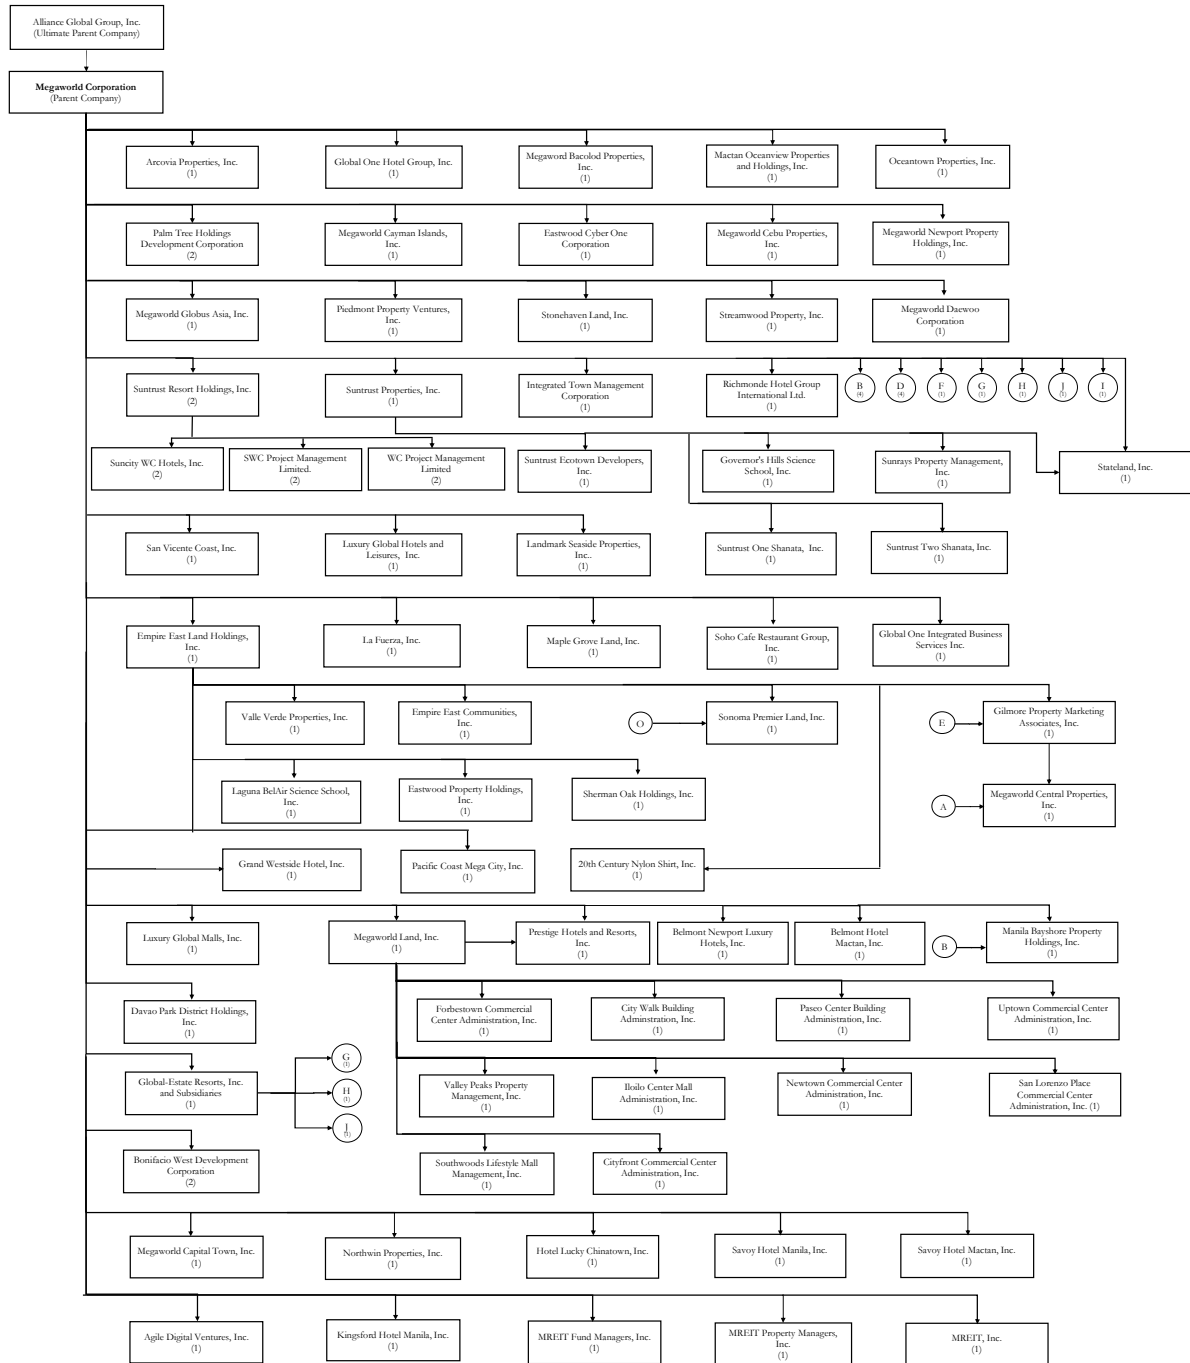 Alliance Global Group, Inc.
(Ultimate Parent Company)
Megaworld Corporation
(Parent Company)
Arcovia Properties, Inc.
(1)
Global One Hotel Group, Inc.
(1)
Megaword Bacolod Properties,
Inc.
(1)
Mactan Oceanview Properties
and Holdings, Inc.
(1)
Oceantown Properties, Inc.
(1)
Palm Tree Holdings
Development Corporation
(2)
Megaworld Cayman Islands,
Inc.
(1)
Eastwood Cyber One
Corporation
(1)
Megaworld Cebu Properties,
Inc.
(1)
Megaworld Newport Property
Holdings, Inc.
(1)
Megaworld Globus Asia, Inc.
(1)
Piedmont Property Ventures,
Inc.
(1)
Stonehaven Land, Inc.
(1)
Streamwood Property, Inc.
(1)
Megaworld Daewoo
Corporation
(1)
Suntrust Resort Holdings, Inc.
(2)
Suntrust Properties, Inc.
(1)
Integrated Town Management
Corporation
(1)
Richmonde Hotel Group
International Ltd.
(1)
B
(4)
D
(4)
F
(1)
G
(1)
H
(1)
J
(1)
I
(1)
Suncity WC Hotels, Inc.
(2)
SWC Project Management
Limited.
(2)
WC Project Management
Limited
(2)
Suntrust Ecotown Developers,
Inc.
(1)
Governor's Hills Science
School, Inc.
(1)
Sunrays Property Management,
Inc.
(1)
Stateland, Inc.
(1)
San Vicente Coast, Inc.
(1)
Luxury Global Hotels and
Leisures, Inc.
(1)
Landmark Seaside Properties,
Inc..
(1)
Suntrust One Shanata, Inc.
(1)
Suntrust Two Shanata, Inc.
(1)
Empire East Land Holdings,
Inc.
(1)
La Fuerza, Inc.
(1)
Maple Grove Land, Inc.
(1)
Soho Cafe Restaurant Group,
Inc.
(1)
Global One Integrated Business
Services Inc.
(1)
Valle Verde Properties, Inc.
(1)
Empire East Communities,
Inc.
(1)
O
Sonoma Premier Land, Inc.
(1)
E
Gilmore Property Marketing
Associates, Inc.
(1)
Laguna BelAir Science School,
Inc.
(1)
Eastwood Property Holdings,
Inc.
(1)
Sherman Oak Holdings, Inc.
(1)
A
Megaworld Central Properties,
Inc.
(1)
Grand Westside Hotel, Inc.
(1)
Pacific Coast Mega City, Inc.
(1)
20th Century Nylon Shirt, Inc.
(1)
Luxury Global Malls, Inc.
(1)
Megaworld Land, Inc.
(1)
Prestige Hotels and Resorts,
Inc.
(1)
Belmont Newport Luxury
Hotels, Inc.
(1)
Belmont Hotel
Mactan, Inc.
(1)
B
Manila Bayshore Property
Holdings, Inc.
(1)
Davao Park District Holdings,
Inc.
(1)
Forbestown Commercial
Center Administration, Inc.
(1)
City Walk Building
Adminstration, Inc.
(1)
Paseo Center Building
Administration, Inc.
(1)
Uptown Commercial Center
Administration, Inc.
(1)
Global-Estate Resorts, Inc.
and Subsidiaries
(1)
G
(1)
H
(1)
J
(1)
Valley Peaks Property
Management, Inc.
(1)
Iloilo Center Mall
Administration, Inc.
(1)
Newtown Commercial Center
Administration, Inc.
(1)
San Lorenzo Place
Commercial Center
Administration, Inc. (1)
Bonifacio West Development
Corporation
(2)
Southwoods Lifestyle Mall
Management, Inc.
(1)
Cityfront Commercial Center
Administration, Inc.
(1)
Megaworld Capital Town, Inc.
(1)
Northwin Properties, Inc.
(1)
Hotel Lucky Chinatown, Inc.
(1)
Savoy Hotel Manila, Inc.
(1)
Savoy Hotel Mactan, Inc.
(1)
Agile Digital Ventures, Inc.
(1)
Kingsford Hotel Manila, Inc.
(1)
MREIT Fund Managers, Inc.
(1)
MREIT Property Managers,
Inc.
(1)
MREIT, Inc.
(1)